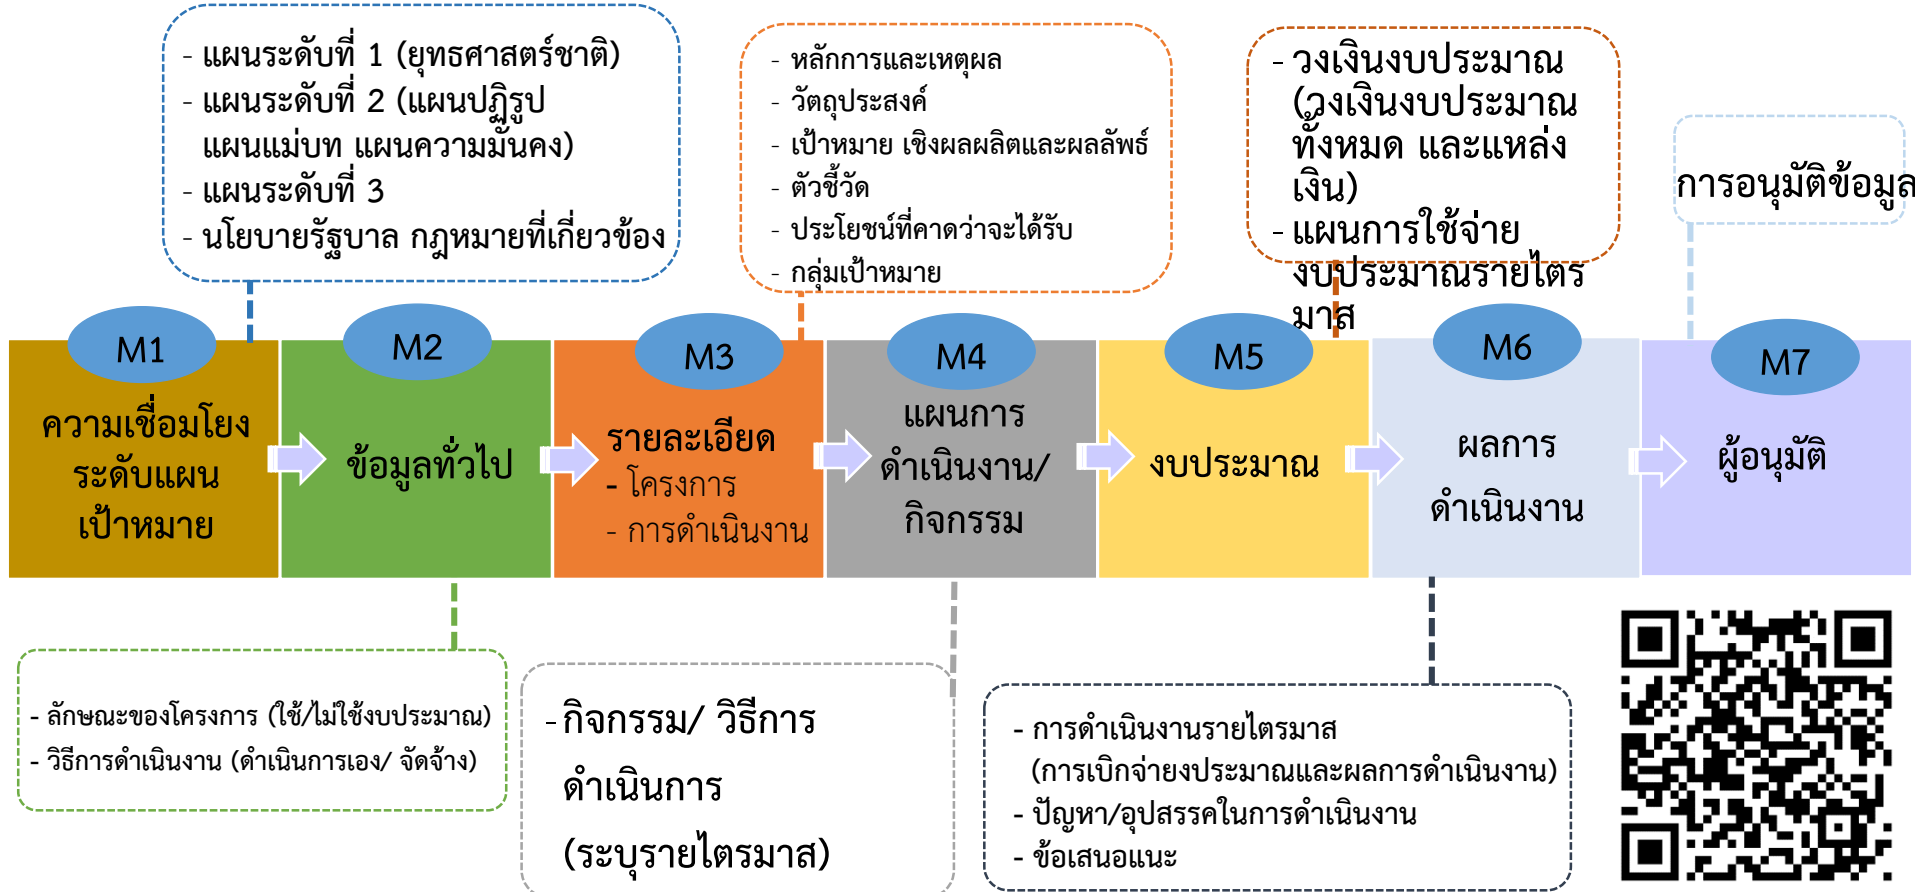 - แผนระดับที่ 1 (ยุทธศาสตร์ชาติ)
- แผนระดับที่ 2 (แผนปฏิรูป
แผนแม่บท แผนความมั่นคง)
- แผนระดับที่ 3
- นโยบายรัฐบาล กฎหมายที่เกี่ยวข้อง
- หลักการและเหตุผล
- วัตถุประสงค์
- เป้าหมาย เชิงผลผลิตและผลลัพธ์
- ตัวชี้วัด
- ประโยชน์ที่คาดว่าจะได้รับ
- กลุ่มเป้าหมาย
- วงเงินงบประมาณ
(วงเงินงบประมาณ
ทั้งหมด และแหล่ง
เงิน)
- แผนการใช้จ่าย
งบประมาณรายไตร
มาส
การอนุมัติข้อมูล
M1
ความเชื่อมโยง
ระดับแผน
เป้าหมาย
M2
ข้อมูลทั่วไป
M3
รายละเอียด
- โครงการ
- การดำเนินงาน
M4
แผนการ
ดำเนินงาน/
กิจกรรม
M5
งบประมาณ
M6
ผลการ
ดำเนินงาน
M7
ผู้อนุมัติ
- ลักษณะของโครงการ (ใช้/ไม่ใช้งบประมาณ)
- วิธีการดำเนินงาน (ดำเนินการเอง/ จัดจ้าง)
- กิจกรรม/ วิธีการ
ดำเนินการ
(ระบุรายไตรมาส)
- การดำเนินงานรายไตรมาส
(การเบิกจ่ายงประมาณและผลการดำเนินงาน)
- ปัญหา/อุปสรรคในการดำเนินงาน
- ข้อเสนอแนะ